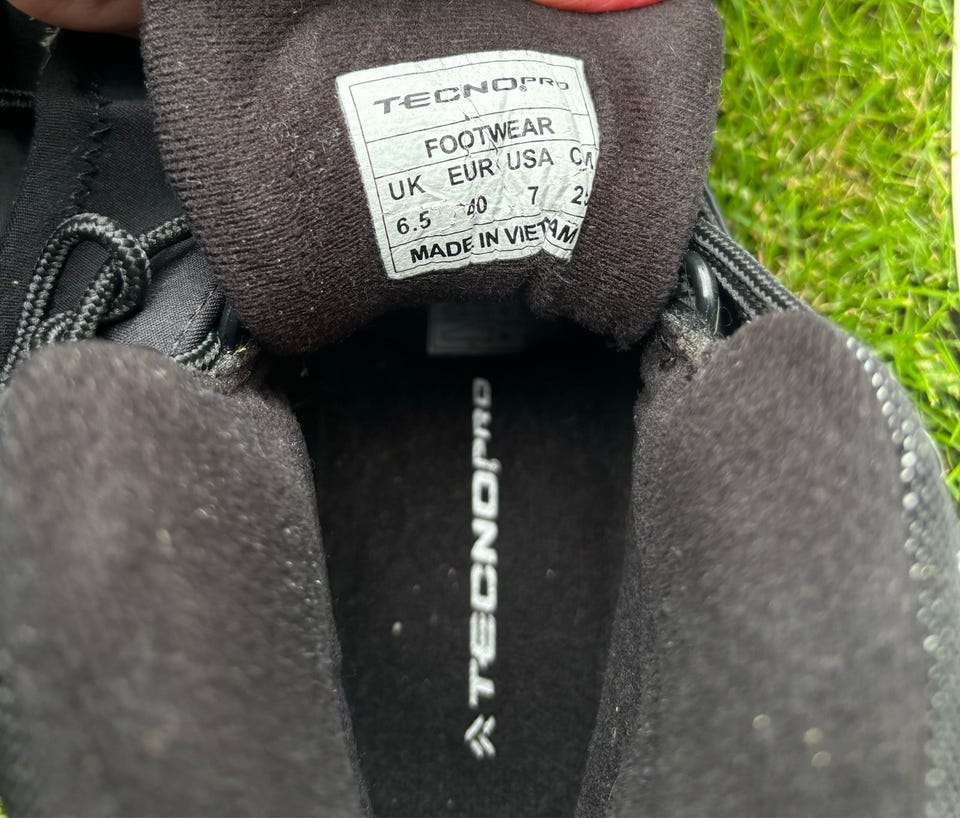 TECNOPRO
FOOTWEAR
UK EUR USA
6.5 40 7
MADE IN VIETNAM
TECNOPRO